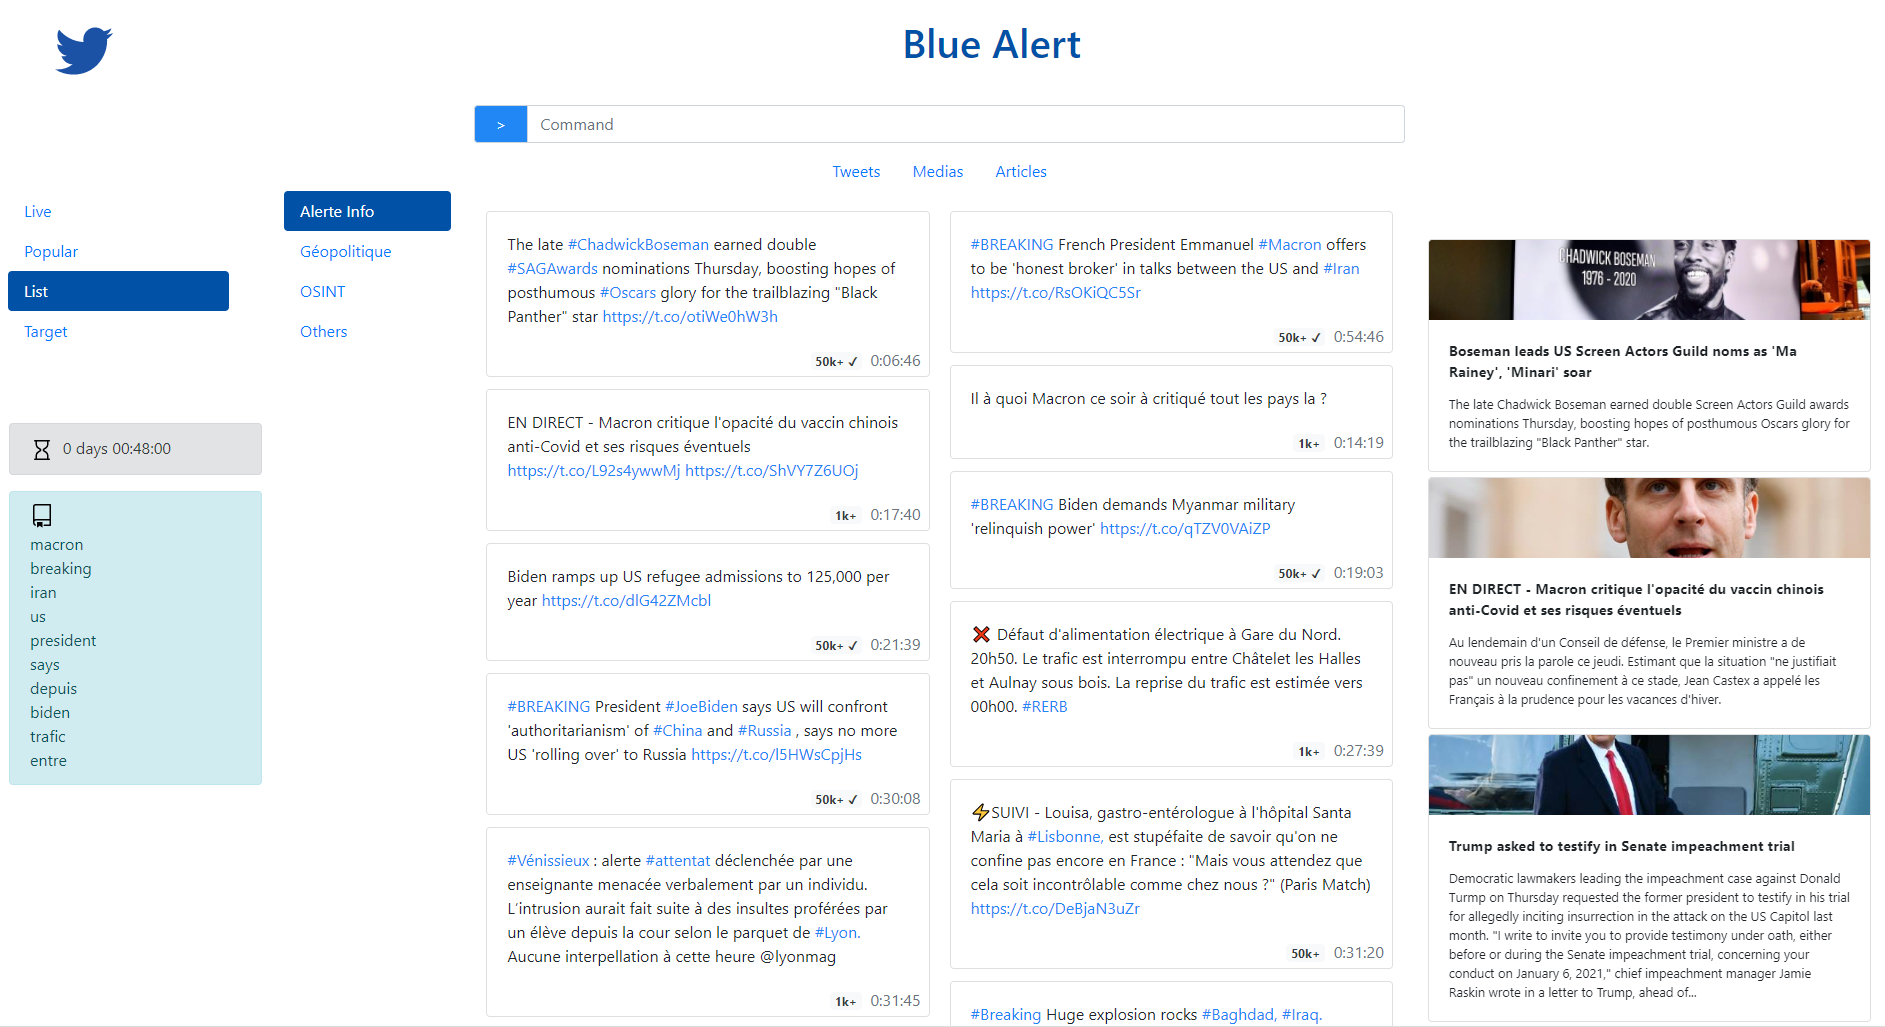 Blue Alert
>
Command
Tweets
Medias
Articles
Live
Popular
List
Target
Alerte Info
Géopolitique
OSINT
Others
0 days 00:48:00
macron
breaking
iran
us
president
says
depuis
biden
trafic
entre
The late #ChadwickBoseman earned double
#SAGAwards nominations Thursday, boosting hopes of
posthumous #Oscars glory for the trailblazing "Black
Panther" star https://t.co/otiWe0hW3h
50k+ ✓ 0:06:46
EN DIRECT - Macron critique l'opacité du vaccin chinois
anti-Covid et ses risques éventuels
https://t.co/L92s4ywwMj https://t.co/ShVY7Z6UOj
1k+ 0:17:40
Biden ramps up US refugee admissions to 125,000 per
year https://t.co/dlG42ZMcbl
50k+ ✓ 0:21:39
#BREAKING President #JoeBiden says US will confront
'authoritarianism' of #China and #Russia , says no more
US 'rolling over' to Russia https://t.co/l5HWsCpjHs
50k+ ✓ 0:30:08
#Vénissieux : alerte #attentat déclenchée par une
enseignante menacée verbalement par un individu.
L'intrusion aurait fait suite à des insultes proférées par
un élève depuis la cour selon le parquet de #Lyon.
Aucune interpellation à cette heure @lyonmag
1k+ 0:31:45
#BREAKING French President Emmanuel #Macron offers
to be 'honest broker' in talks between the US and #Iran
https://t.co/RsOKiQC5Sr
50k+ ✓ 0:54:46
Il à quoi Macron ce soir à critiqué tout les pays la ?
1k+ 0:14:19
#BREAKING Biden demands Myanmar military
'relinquish power' https://t.co/qTZV0VAiZP
50k+ ✓ 0:19:03
❌ Défaut d'alimentation électrique à Gare du Nord.
20h50. Le trafic est interrompu entre Châtelet les Halles
et Aulnay sous bois. La reprise du trafic est estimée vers
00h00. #RERB
1k+ 0:27:39
⚡SUIVI - Louisa, gastro-entérologue à l'hôpital Santa
Maria à #Lisbonne, est stupéfaite de savoir qu'on ne
confine pas encore en France : "Mais vous attendez que
cela soit incontrôlable comme chez nous ?" (Paris Match)
https://t.co/DeBjaN3uZr
50k+ 0:31:20
#Breaking Huge explosion rocks #Baghdad, #Iraq.
CHADWICK BOSEMAN
1976 - 2020
Boseman leads US Screen Actors Guild noms as 'Ma
Rainey', 'Minari' soar
The late Chadwick Boseman earned double Screen Actors Guild awards
nominations Thursday, boosting hopes of posthumous Oscars glory for
the trailblazing "Black Panther" star.
EN DIRECT - Macron critique l'opacité du vaccin chinois
anti-Covid et ses risques éventuels
Au lendemain d'un Conseil de défense, le Premier ministre a de
nouveau pris la parole ce jeudi. Estimant que la situation "ne justifiait
pas" un nouveau confinement à ce stade, Jean Castex a appelé les
Français à la prudence pour les vacances d'hiver.
Trump asked to testify in Senate impeachment trial
Democratic lawmakers leading the impeachment case against Donald
Turmp on Thursday requested the former president to testify in his trial
for allegedly inciting insurrection in the attack on the US Capitol last
month. "I write to invite you to provide testimony under oath, either
before or during the Senate impeachment trial, concerning your
conduct on January 6, 2021," chief impeachment manager Jamie
Raskin wrote in a letter to Trump, ahead of...